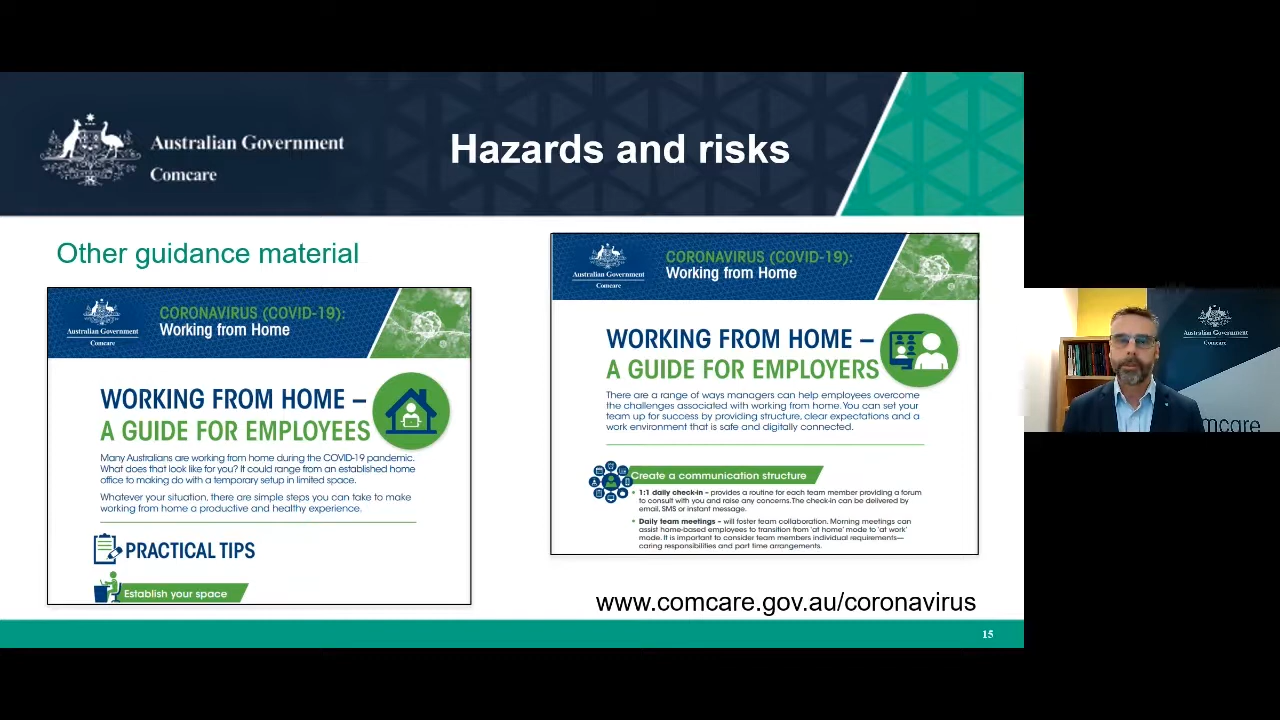 Australian Government
Comcare
Hazards and risks
Other guidance material
Australian Government
Comcare
CORONAVIRUS (COVID-19):
Working from Home
WORKING FROM HOME –
A GUIDE FOR EMPLOYEES
Many Australians are working from home during the COVID-19 pandemic.
What does that look like for you? It could range from an established home
office to making do with a temporary setup in limited space.
Whatever your situation, there are simple steps you can take to make
working from home a productive and healthy experience.
PRACTICAL TIPS
Establish your space
Australian Government
Comcare
CORONAVIRUS (COVID-19):
Working from Home
WORKING FROM HOME –
A GUIDE FOR EMPLOYERS
There are a range of ways managers can help employees overcome
the challenges associated with working from home. You can set your
team up for success by providing structure, clear expectations and a
work environment that is safe and digitally connected.
Create a communication structure
• 1:1 daily check-in – provides a routine for each team member providing a forum
to consult with you and raise any concerns. The check-in can be delivered by
email, SMS or instant message.
• Daily team meetings – will foster team collaboration. Morning meetings can
assist home-based employees to transition from 'at home' mode to 'at work'
mode. It is important to consider team members individual requirements—
caring responsibilities and part time arrangements.
www.comcare.gov.au/coronavirus
15
Australian Government
Comcare
mcare